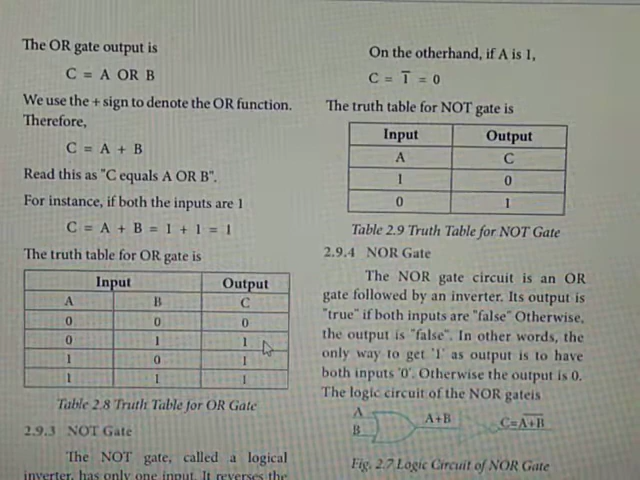 The OR gate output is
C = A OR B
We use the + sign to denote the OR function.
Therefore,
C = A + B
Read this as "C equals A OR B".
For instance, if both the inputs are 1
C = A + B = 1 + 1 = 1
The truth table for OR gate is
Input Output
A B C
0 0 0
0 1 1
1 0 1
1 1 1
Table 2.8 Truth Table for OR Gate
2.9.3 NOT Gate
The NOT gate, called a logical
inverter, has only one input. It reverses the
On the otherhand, if A is 1,
C = 1̅ = 0
The truth table for NOT gate is
Input Output
A C
1 0
0 1
Table 2.9 Truth Table for NOT Gate
2.9.4 NOR Gate
The NOR gate circuit is an OR
gate followed by an inverter. Its output is
"true" if both inputs are "false" Otherwise,
the output is "false". In other words, the
only way to get '1' as output is to have
both inputs '0'. Otherwise the output is 0.
The logic circuit of the NOR gateis
A
B
A+B
C=A̅+̅B̅
Fig. 2.7 Logic Circuit of NOR Gate